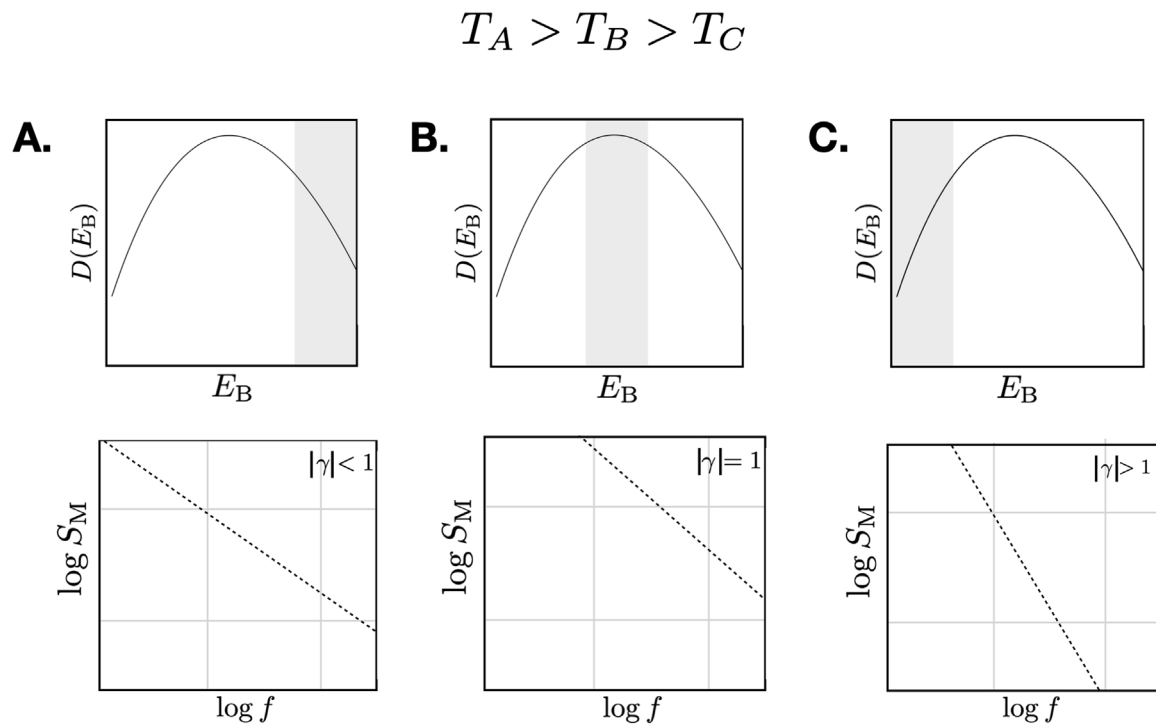 T_A > T_B > T_C
A.
B.
C.
D(E_B)
D(E_B)
D(E_B)
E_B
E_B
E_B
|γ| < 1
|γ| = 1
|γ| > 1
log S_M
log S_M
log S_M
log f
log f
log f